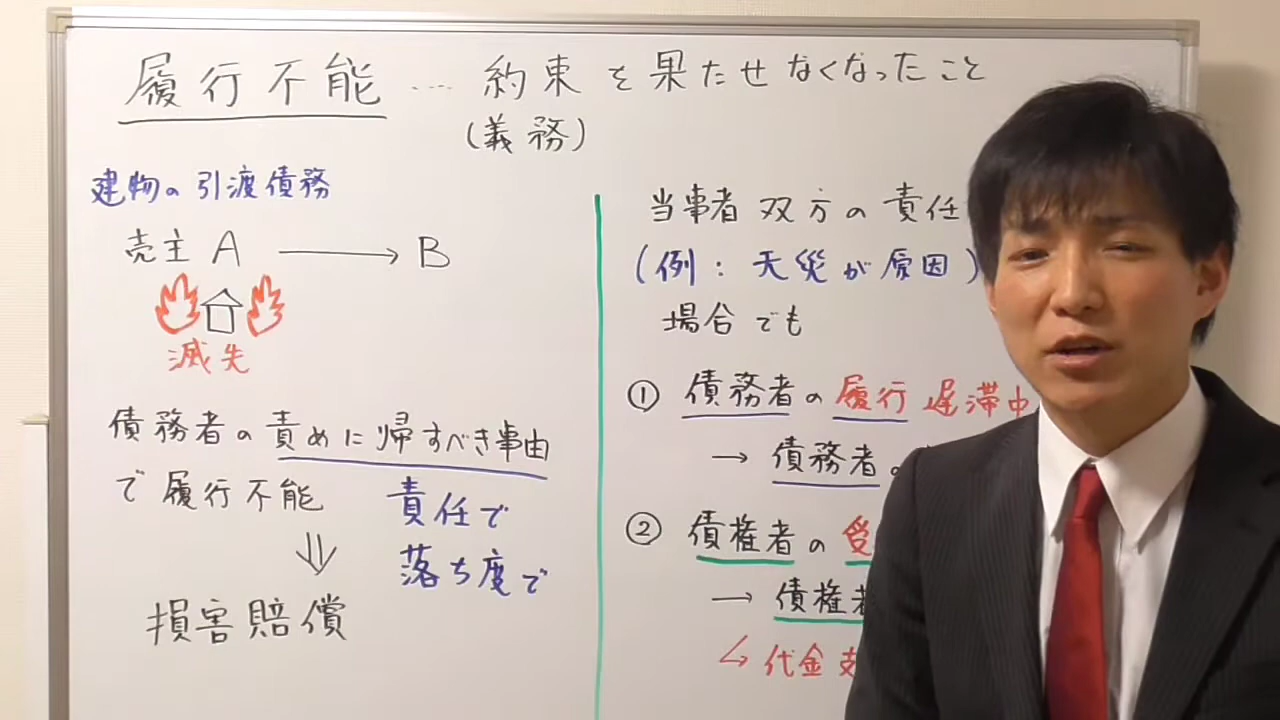 履行不能 …… 約束を果たせなくなったこと
(義務)
建物の引渡債務
売主 A → B
滅失
債務者の責めに帰すべき事由
で履行不能
責任で
落ち度で
⇓
損害賠償
当事者双方の責任
(例:天災が原因)
場合でも
① 債務者の履行遅滞中
→ 債務者の
② 債権者の受
→ 債権者
代金支